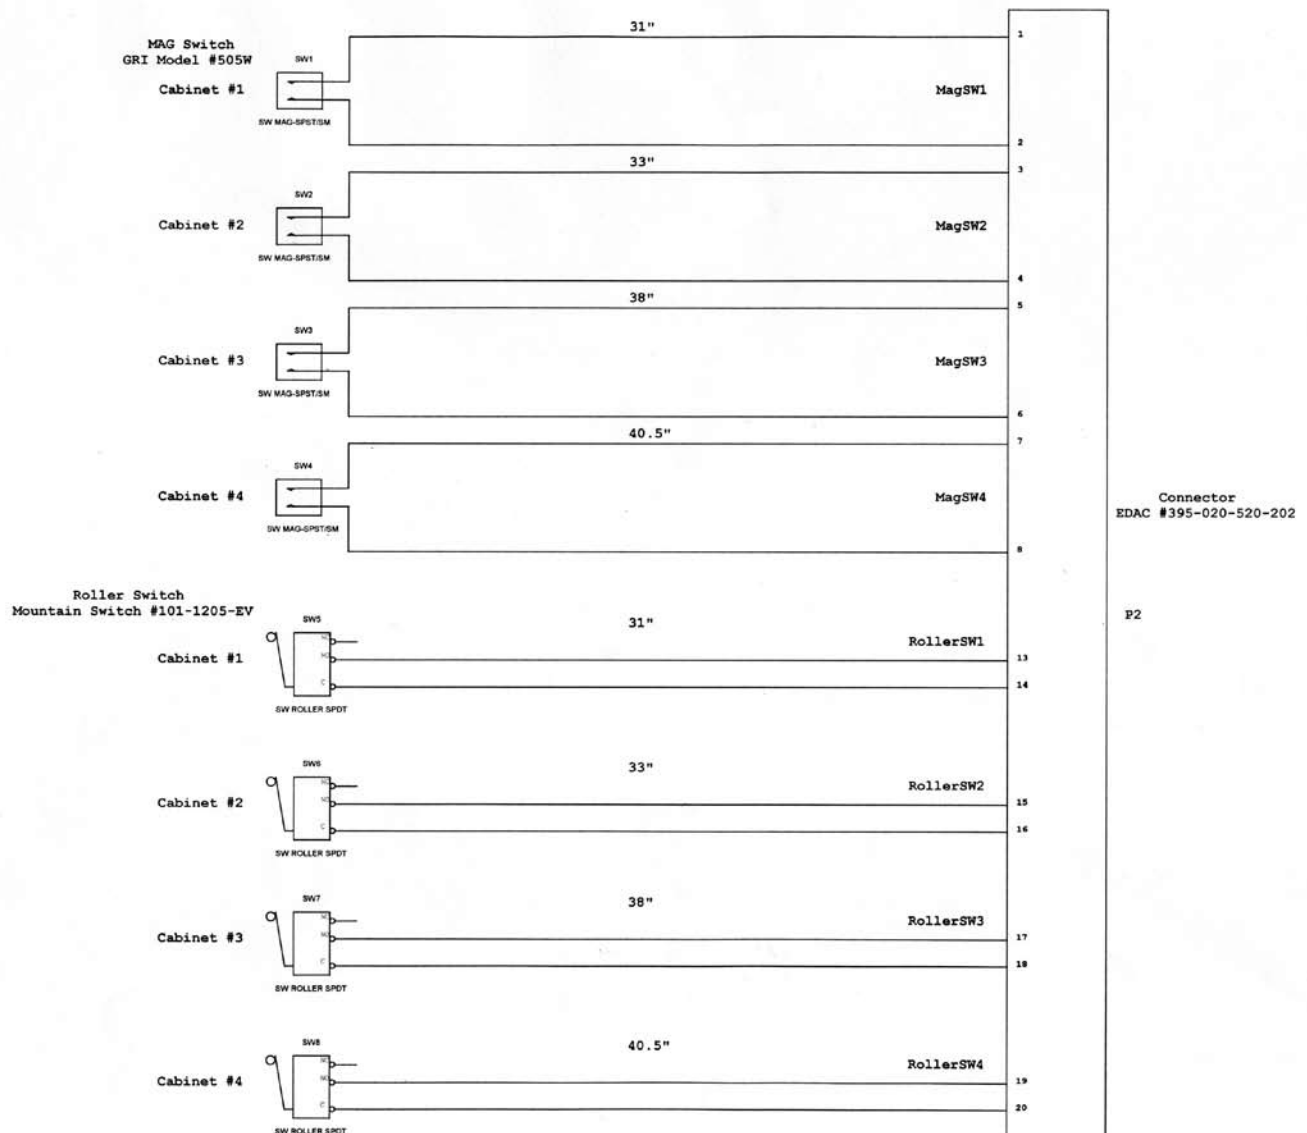 31"
1
MAG Switch
GRI Model #505W
SW1
Cabinet #1
MagSW1
SW MAG-SPST/SM
2
33"
3
SW2
Cabinet #2
MagSW2
SW MAG-SPST/SM
4
38"
5
SW3
Cabinet #3
MagSW3
SW MAG-SPST/SM
6
40.5"
7
SW4
Cabinet #4
MagSW4
SW MAG-SPST/SM
8
Connector
EDAC #395-020-520-202
Roller Switch
Mountain Switch #101-1205-EV
P2
SW5
31"
RollerSW1
Cabinet #1
13
C
14
SW ROLLER SPDT
SW6
33"
RollerSW2
Cabinet #2
15
C
16
SW ROLLER SPDT
SW7
38"
RollerSW3
Cabinet #3
17
C
18
SW ROLLER SPDT
SW8
40.5"
RollerSW4
Cabinet #4
19
C
20
SW ROLLER SPDT